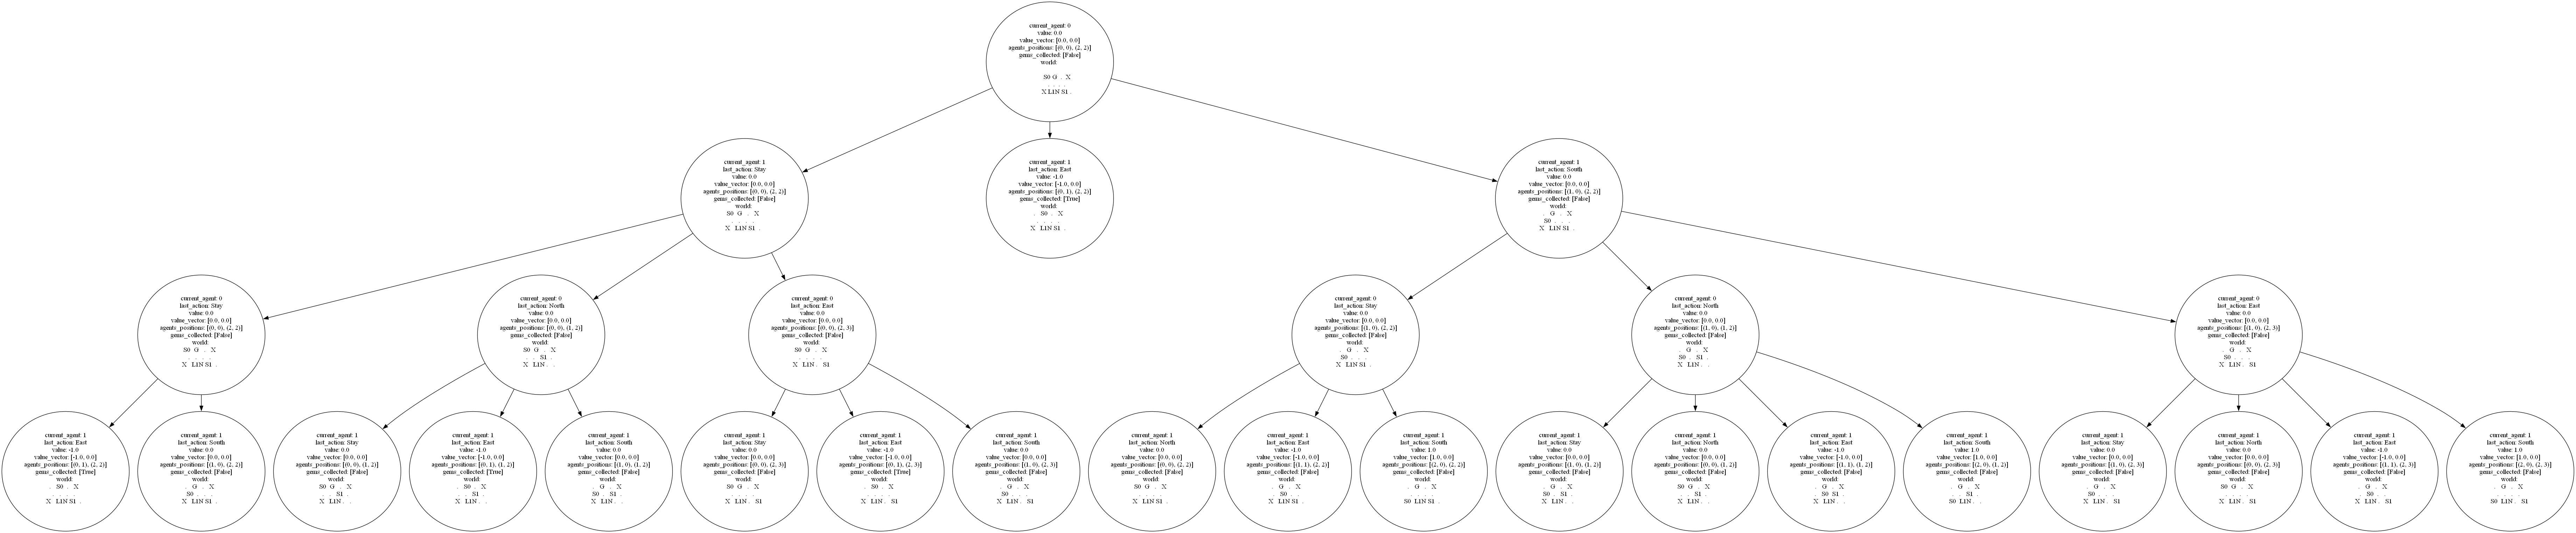 current_agent: 0
value: 0.0
value_vector: [0.0, 0.0]
agents_positions: [(0, 0), (2, 2)]
gems_collected: [False]
world:
S0 G . X
. . . .
X L1N S1 .
current_agent: 1
last_action: Stay
value: 0.0
value_vector: [0.0, 0.0]
agents_positions: [(0, 0), (2, 2)]
gems_collected: [False]
world:
S0 G . X
. . . .
X L1N S1 .
current_agent: 1
last_action: East
value: -1.0
value_vector: [-1.0, 0.0]
agents_positions: [(0, 1), (2, 2)]
gems_collected: [True]
world:
. S0 . X
. . . .
X L1N S1 .
current_agent: 1
last_action: South
value: 0.0
value_vector: [0.0, 0.0]
agents_positions: [(1, 0), (2, 2)]
gems_collected: [False]
world:
. G . X
S0 . . .
X L1N S1 .
current_agent: 0
last_action: Stay
value: 0.0
value_vector: [0.0, 0.0]
agents_positions: [(0, 0), (2, 2)]
gems_collected: [False]
world:
S0 G . X
. . . .
X L1N S1 .
current_agent: 0
last_action: North
value: 0.0
value_vector: [0.0, 0.0]
agents_positions: [(0, 0), (1, 2)]
gems_collected: [False]
world:
S0 G . X
. . S1 .
X L1N . .
current_agent: 0
last_action: East
value: 0.0
value_vector: [0.0, 0.0]
agents_positions: [(0, 0), (2, 3)]
gems_collected: [False]
world:
S0 G . X
. . . .
X L1N . S1
current_agent: 0
last_action: Stay
value: 0.0
value_vector: [0.0, 0.0]
agents_positions: [(1, 0), (2, 2)]
gems_collected: [False]
world:
. G . X
S0 . . .
X L1N S1 .
current_agent: 0
last_action: North
value: 0.0
value_vector: [0.0, 0.0]
agents_positions: [(1, 0), (1, 2)]
gems_collected: [False]
world:
. G . X
S0 . S1 .
X L1N . .
current_agent: 0
last_action: East
value: 0.0
value_vector: [0.0, 0.0]
agents_positions: [(1, 0), (2, 3)]
gems_collected: [False]
world:
. G . X
S0 . . .
X L1N . S1
current_agent: 1
last_action: East
value: -1.0
value_vector: [-1.0, 0.0]
agents_positions: [(0, 1), (2, 2)]
gems_collected: [True]
world:
. S0 . X
. . . .
X L1N S1 .
current_agent: 1
last_action: South
value: 0.0
value_vector: [0.0, 0.0]
agents_positions: [(1, 0), (2, 2)]
gems_collected: [False]
world:
. G . X
S0 . . .
X L1N S1 .
current_agent: 1
last_action: Stay
value: 0.0
value_vector: [0.0, 0.0]
agents_positions: [(0, 0), (1, 2)]
gems_collected: [False]
world:
S0 G . X
. . S1 .
X L1N . .
current_agent: 1
last_action: East
value: -1.0
value_vector: [-1.0, 0.0]
agents_positions: [(0, 1), (1, 2)]
gems_collected: [True]
world:
. S0 . X
. . S1 .
X L1N . .
current_agent: 1
last_action: South
value: 0.0
value_vector: [0.0, 0.0]
agents_positions: [(1, 0), (1, 2)]
gems_collected: [False]
world:
. G . X
S0 . S1 .
X L1N . .
current_agent: 1
last_action: Stay
value: 0.0
value_vector: [0.0, 0.0]
agents_positions: [(0, 0), (2, 3)]
gems_collected: [False]
world:
S0 G . X
. . . .
X L1N . S1
current_agent: 1
last_action: East
value: -1.0
value_vector: [-1.0, 0.0]
agents_positions: [(0, 1), (2, 3)]
gems_collected: [True]
world:
. S0 . X
. . . .
X L1N . S1
current_agent: 1
last_action: South
value: 0.0
value_vector: [0.0, 0.0]
agents_positions: [(1, 0), (2, 3)]
gems_collected: [False]
world:
. G . X
S0 . . .
X L1N . S1
current_agent: 1
last_action: North
value: 0.0
value_vector: [0.0, 0.0]
agents_positions: [(0, 0), (2, 2)]
gems_collected: [False]
world:
S0 G . X
. . . .
X L1N S1 .
current_agent: 1
last_action: East
value: -1.0
value_vector: [-1.0, 0.0]
agents_positions: [(1, 1), (2, 2)]
gems_collected: [False]
world:
. G . X
. S0 . .
X L1N S1 .
current_agent: 1
last_action: South
value: 1.0
value_vector: [1.0, 0.0]
agents_positions: [(2, 0), (2, 2)]
gems_collected: [False]
world:
. G . X
. . . .
S0 L1N S1 .
current_agent: 1
last_action: Stay
value: 0.0
value_vector: [0.0, 0.0]
agents_positions: [(1, 0), (1, 2)]
gems_collected: [False]
world:
. G . X
S0 . S1 .
X L1N . .
current_agent: 1
last_action: North
value: 0.0
value_vector: [0.0, 0.0]
agents_positions: [(0, 0), (1, 2)]
gems_collected: [False]
world:
S0 G . X
. . S1 .
X L1N . .
current_agent: 1
last_action: East
value: -1.0
value_vector: [-1.0, 0.0]
agents_positions: [(1, 1), (1, 2)]
gems_collected: [False]
world:
. G . X
. S0 S1 .
X L1N . .
current_agent: 1
last_action: South
value: 1.0
value_vector: [1.0, 0.0]
agents_positions: [(2, 0), (1, 2)]
gems_collected: [False]
world:
. G . X
. . S1 .
S0 L1N . .
current_agent: 1
last_action: Stay
value: 0.0
value_vector: [0.0, 0.0]
agents_positions: [(1, 0), (2, 3)]
gems_collected: [False]
world:
. G . X
S0 . . .
X L1N . S1
current_agent: 1
last_action: North
value: 0.0
value_vector: [0.0, 0.0]
agents_positions: [(0, 0), (2, 3)]
gems_collected: [False]
world:
S0 G . X
. . . .
X L1N . S1
current_agent: 1
last_action: East
value: -1.0
value_vector: [-1.0, 0.0]
agents_positions: [(1, 1), (2, 3)]
gems_collected: [False]
world:
. G . X
. S0 . .
X L1N . S1
current_agent: 1
last_action: South
value: 1.0
value_vector: [1.0, 0.0]
agents_positions: [(2, 0), (2, 3)]
gems_collected: [False]
world:
. G . X
. . . .
S0 L1N . S1